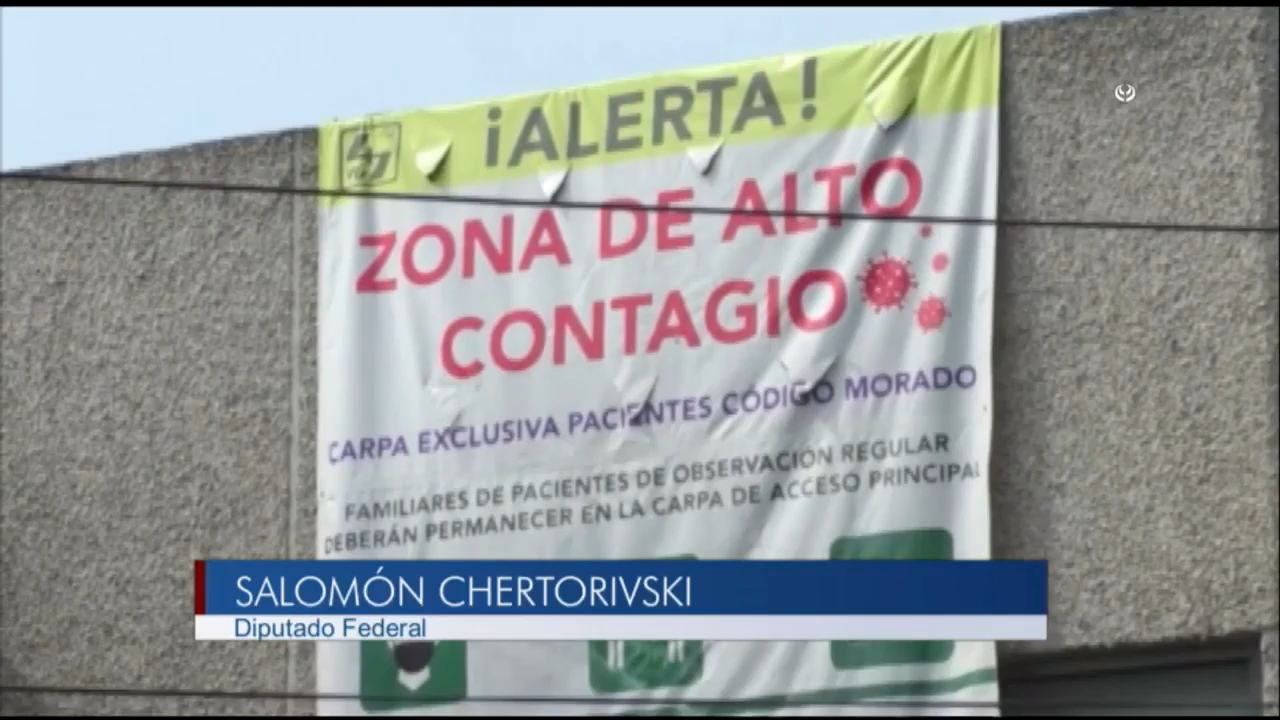 ¡ALERTA!
ZONA DE ALTO
CONTAGIO
CARPA EXCLUSIVA PACIENTES CÓDIGO MORADO
FAMILIARES DE PACIENTES DE OBSERVACIÓN REGULAR
DEBERÁN PERMANECER EN LA CARPA DE ACCESO PRINCIPAL
SALOMÓN CHERTORIVSKI
Diputado Federal